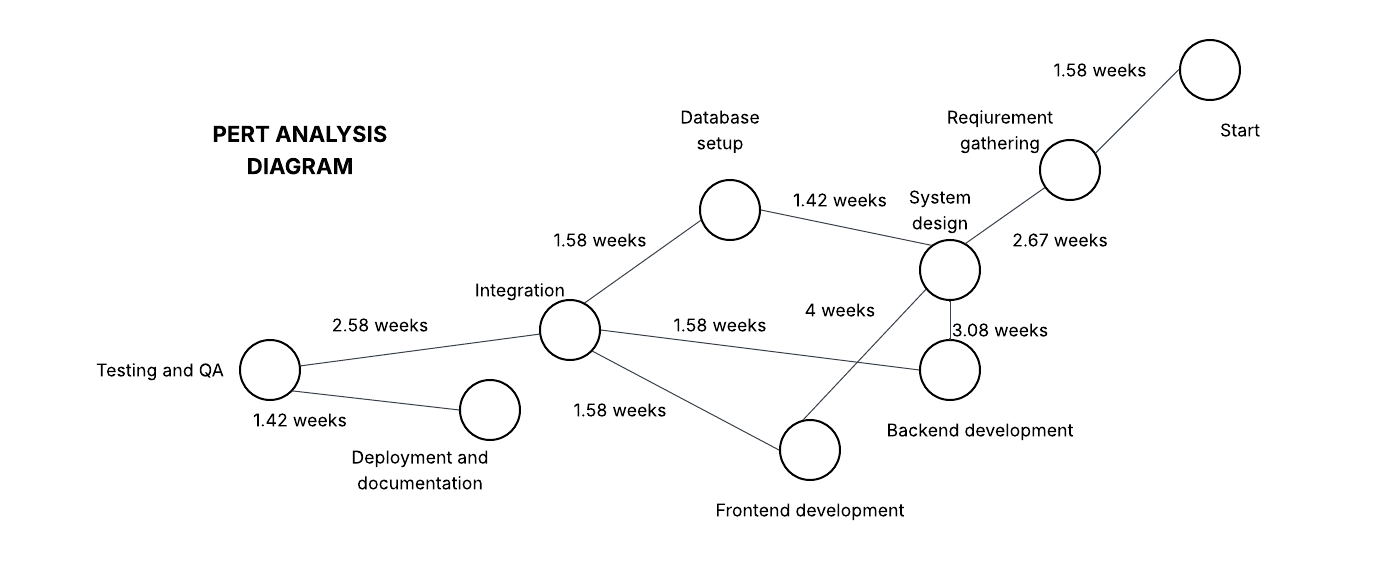 PERT ANALYSIS
DIAGRAM
1.58 weeks
Start
Reqiurement
gathering
2.67 weeks
System
design
Database
setup
1.42 weeks
1.58 weeks
4 weeks
3.08 weeks
Integration
1.58 weeks
2.58 weeks
Testing and QA
1.58 weeks
1.42 weeks
Backend development
Deployment and
documentation
Frontend development